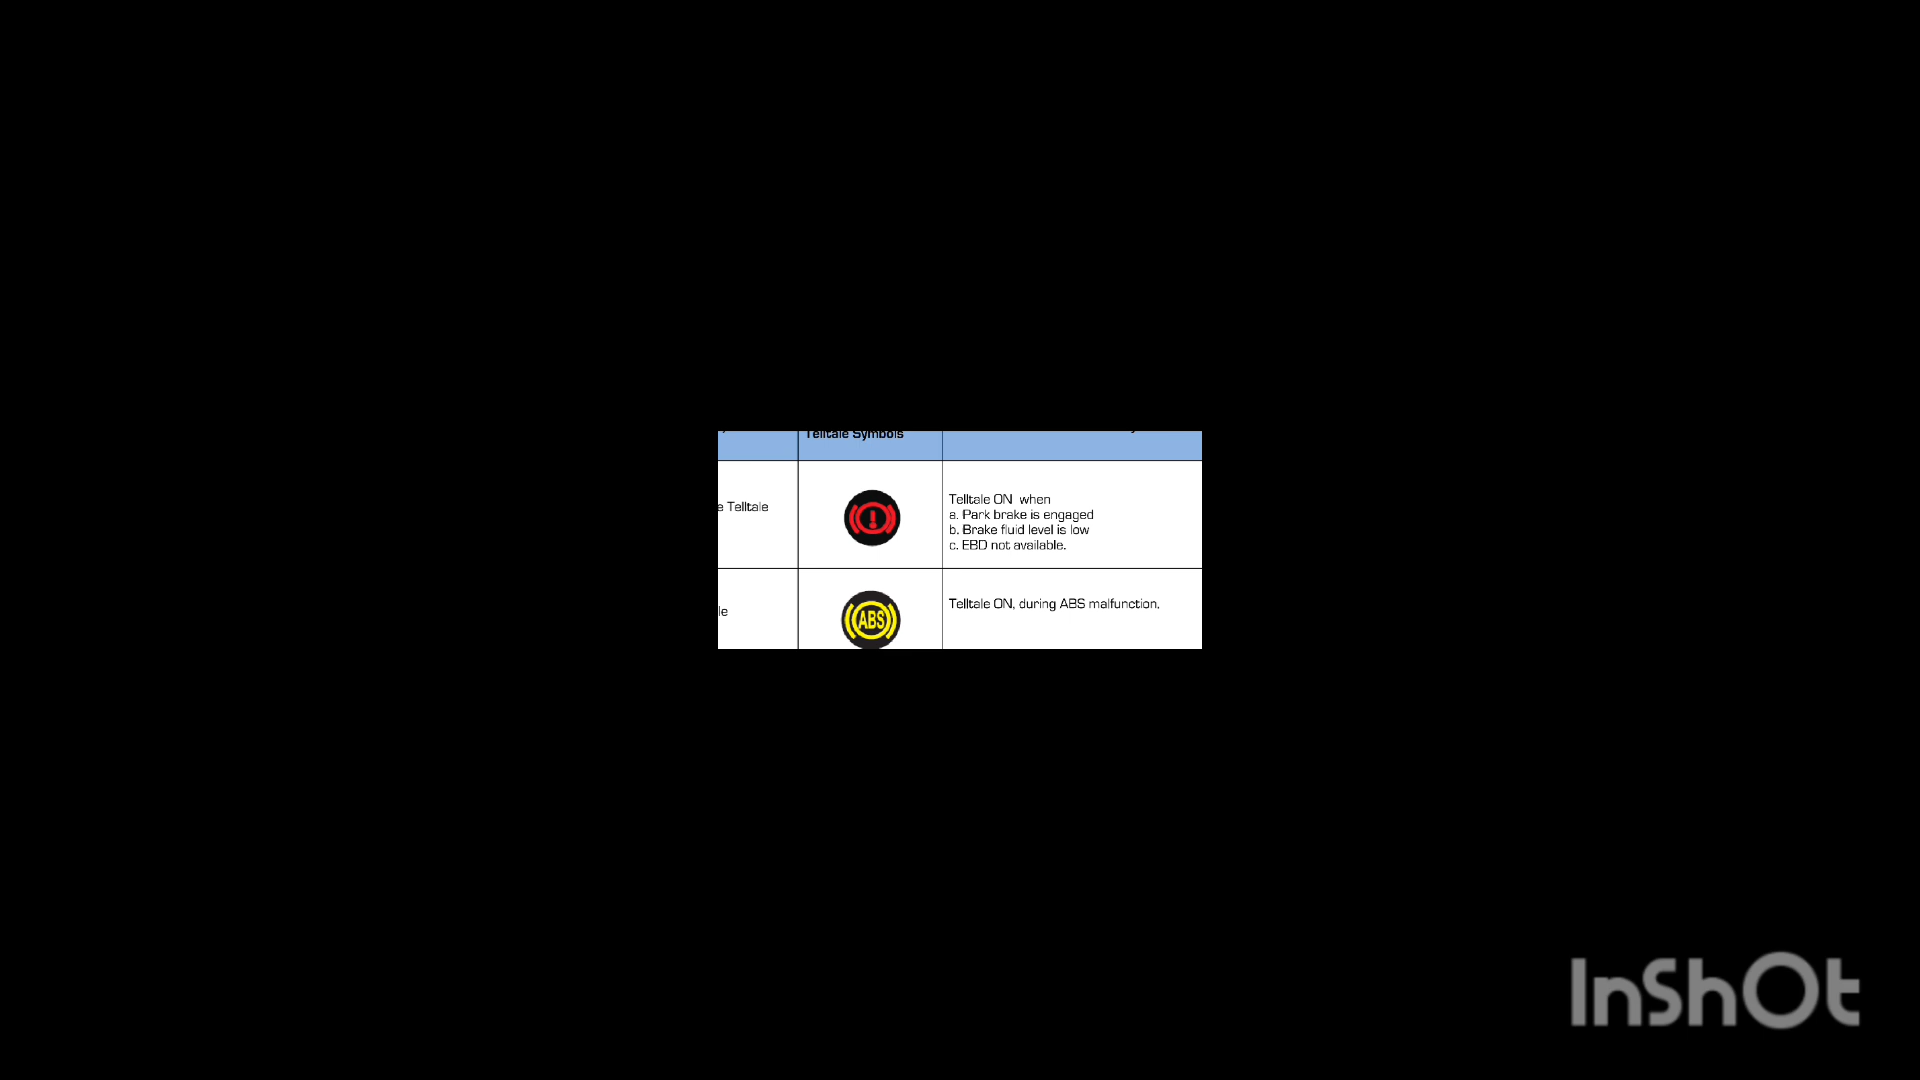 Telltale Symbols
e Telltale
Telltale ON when
a. Park brake is engaged
b. Brake fluid level is low
c. EBD not available.
le
ABS
Telltale ON, during ABS malfunction,
InShOt